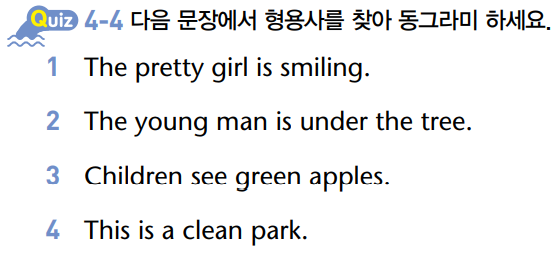 Quiz 4-4 다음 문장에서 형용사를 찾아 동그라미 하세요.
1 The pretty girl is smiling.
2 The young man is under the tree.
3 Children see green apples.
4 This is a clean park.